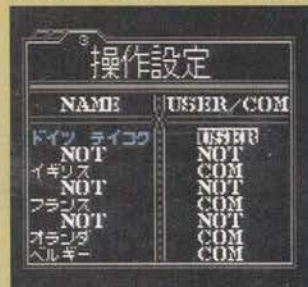 操作設定
NAME USER/COM
ドイツ テイコク USER
NOT NOT
イギリス COM
NOT NOT
フランス COM
NOT NOT
オランダ COM
ベルギー COM